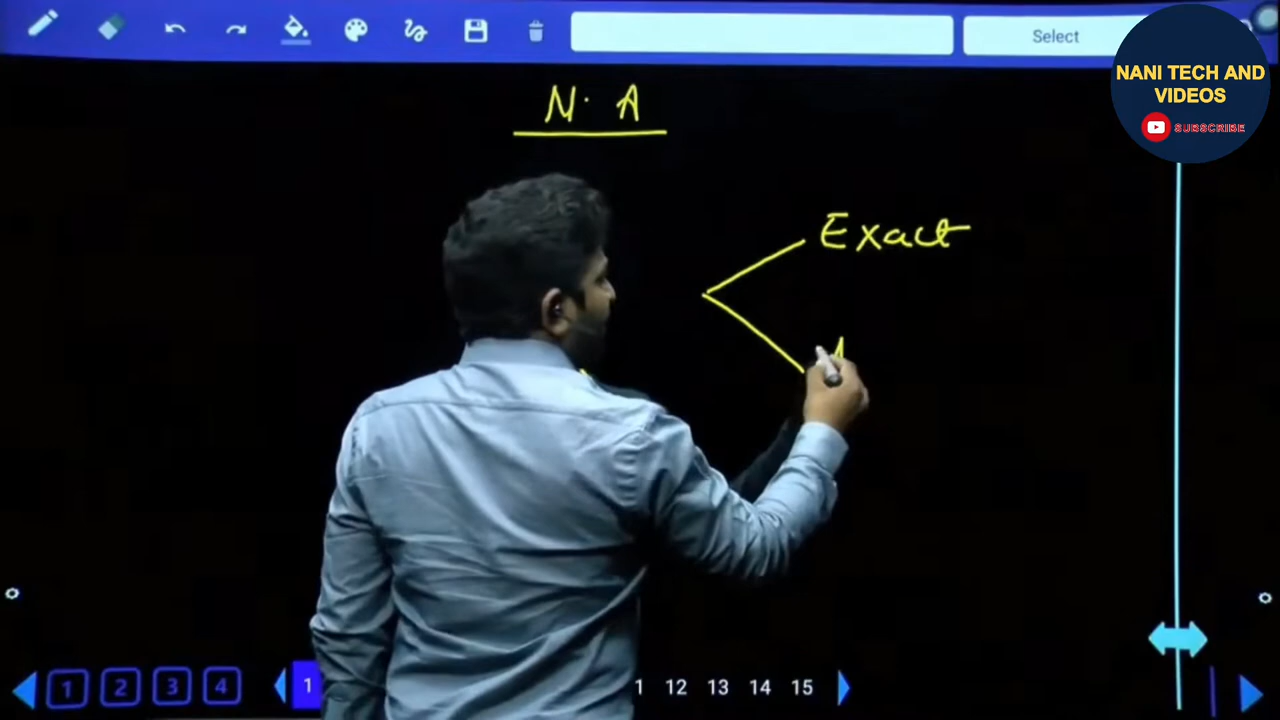 Select
NANI TECH AND
VIDEOS
SUBSCRIBE
N. A
Exact
1 2 3 4 1 1 12 13 14 15